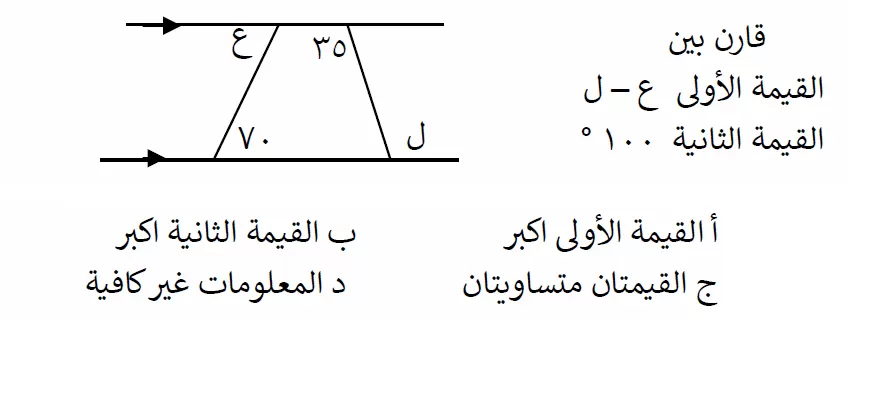 قارن بين
القيمة الأولى ع – ل
القيمة الثانية ١٠٠ °
ع ٣٥
٧٠ ل
أ القيمة الأولى اكبر ب القيمة الثانية اكبر
ج القيمتان متساويتان د المعلومات غير كافية